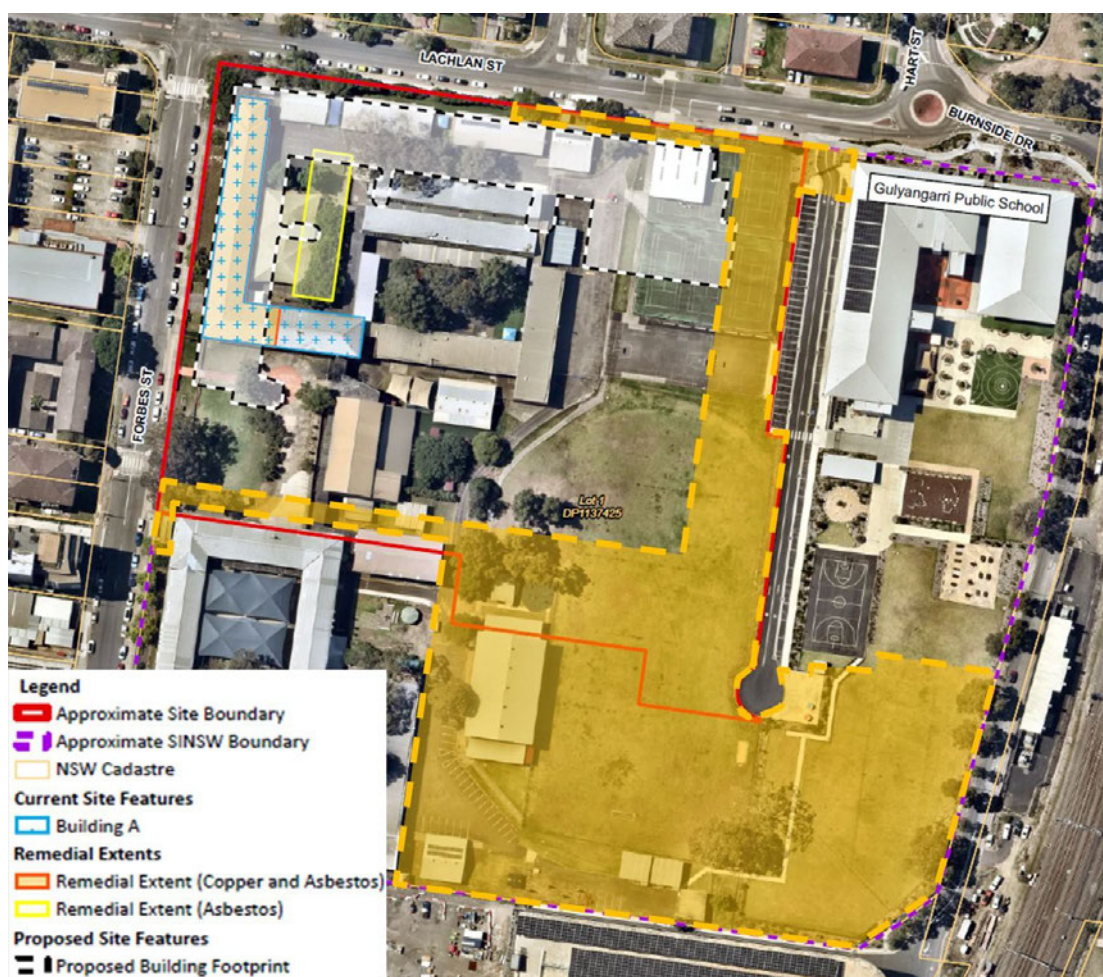 LACHLAN ST
HART ST
BURNSIDE DR
Gulyangarri Public School
FORBES ST
Lot 1
DP1137425
Legend
Approximate Site Boundary
Approximate SINSW Boundary
NSW Cadastre
Current Site Features
Building A
Remedial Extents
Remedial Extent (Copper and Asbestos)
Remedial Extent (Asbestos)
Proposed Site Features
Proposed Building Footprint